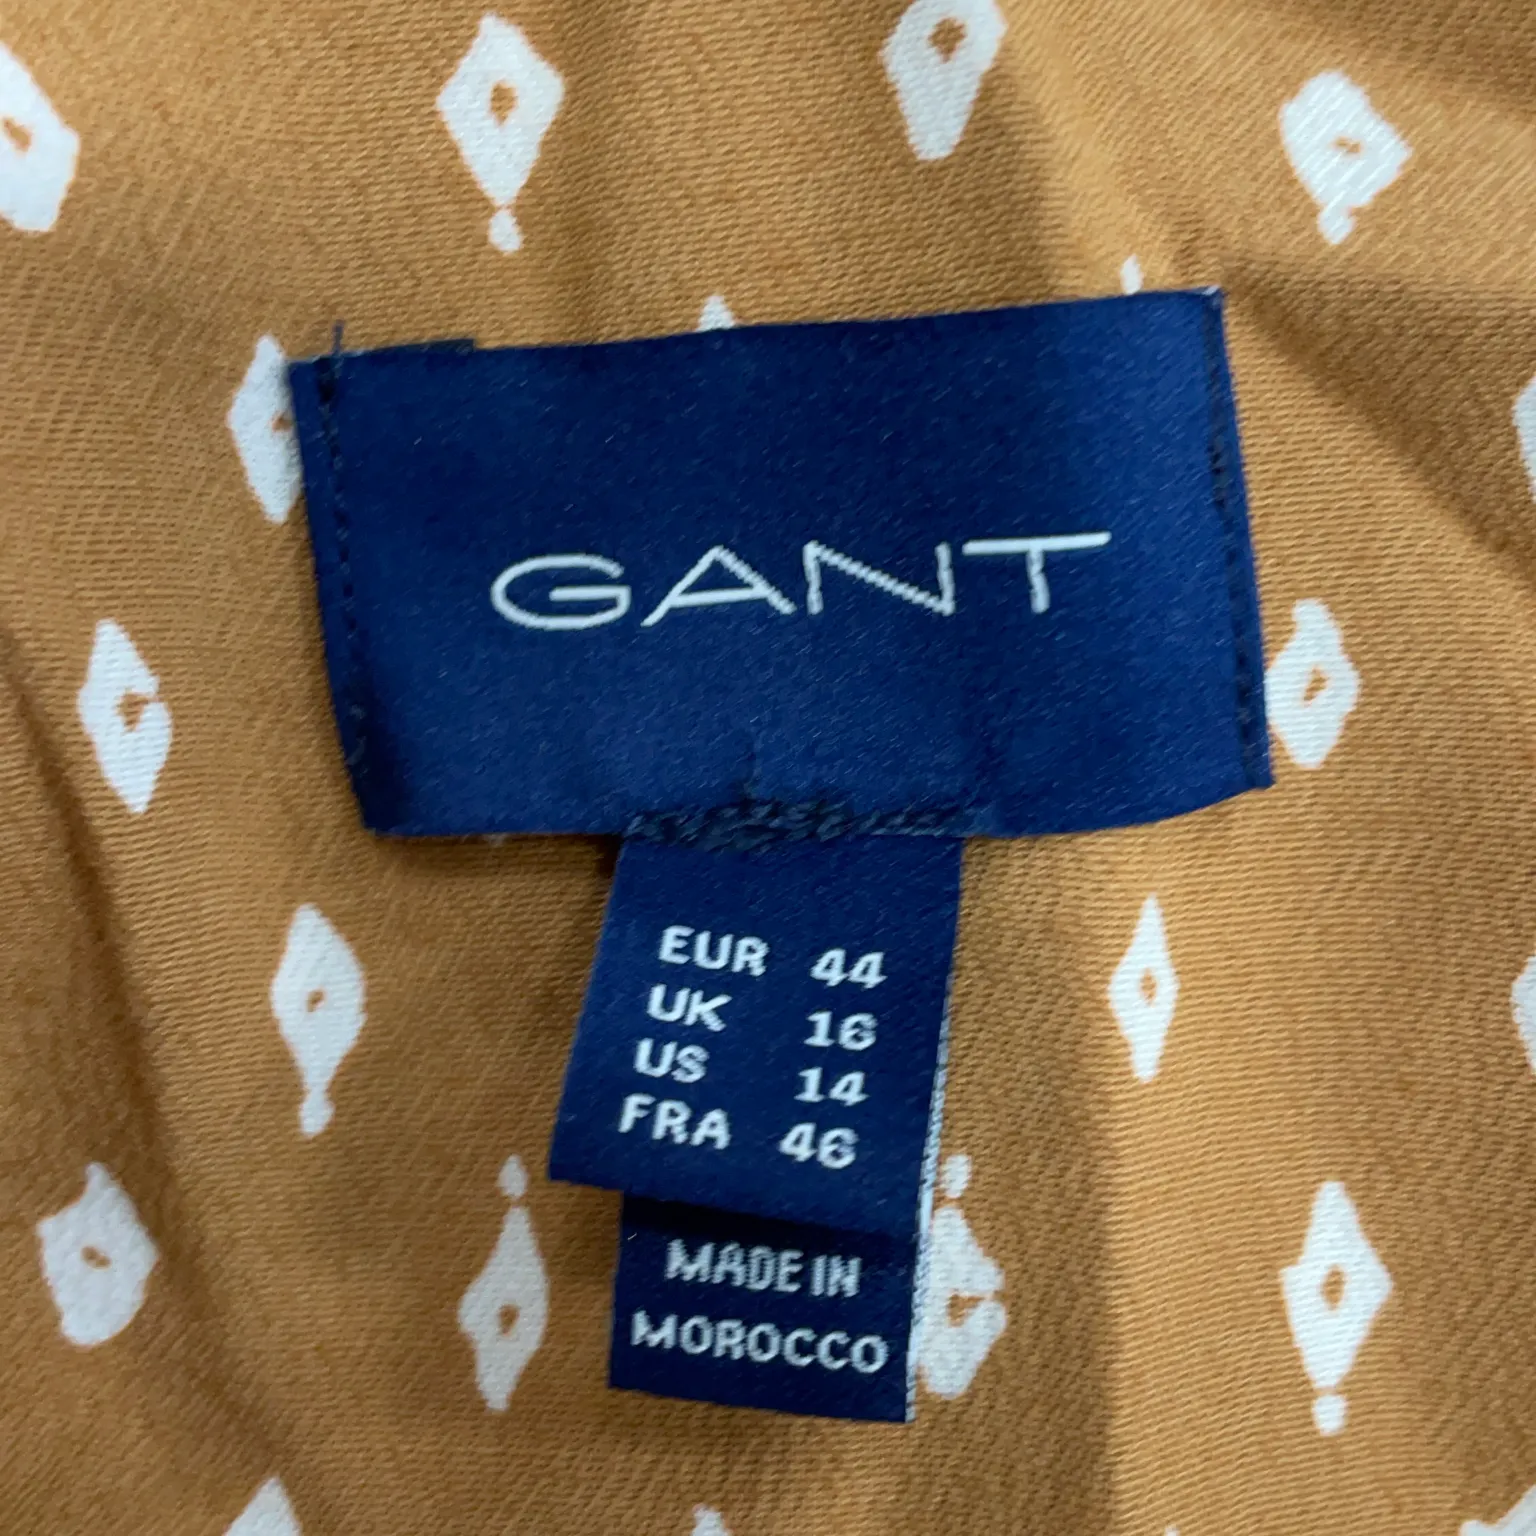 GANT
EUR 44
UK 16
US 14
FRA 46
MADE IN
MOROCCO